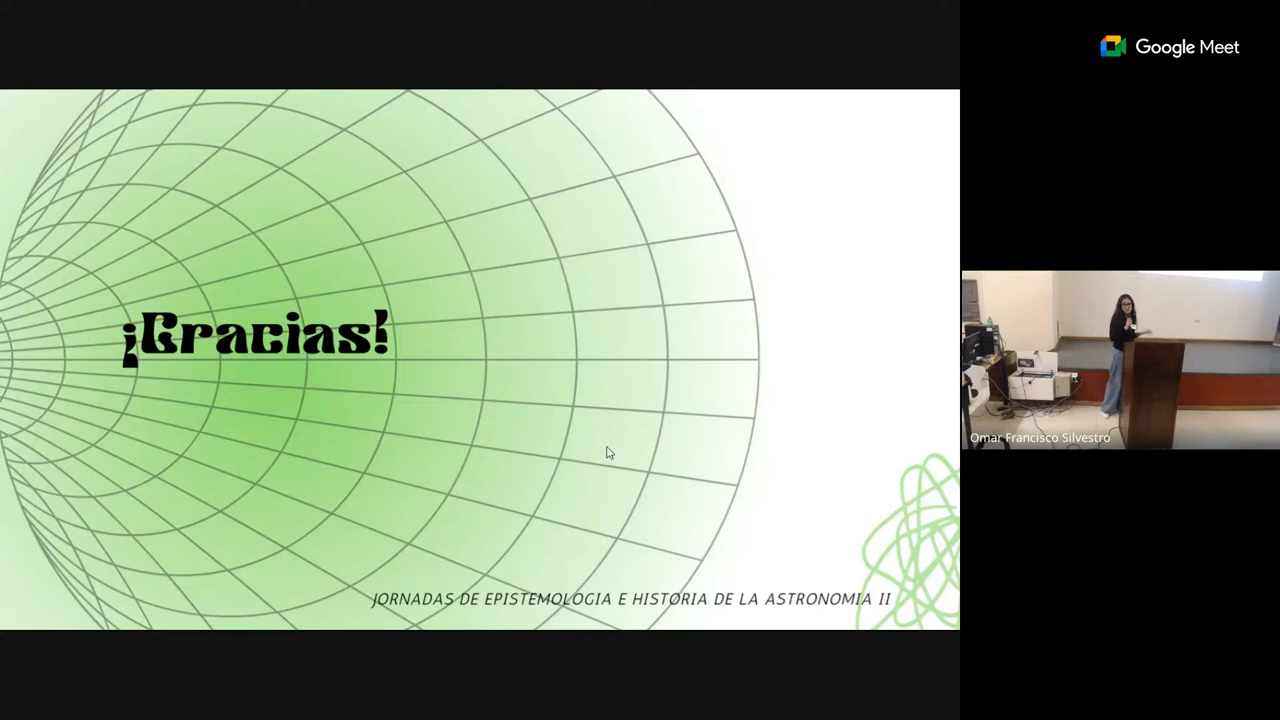 Google Meet
¡Gracias!
Omar Francisco Silvestro
JORNADAS DE EPISTEMOLOGIA E HISTORIA DE LA ASTRONOMIA II